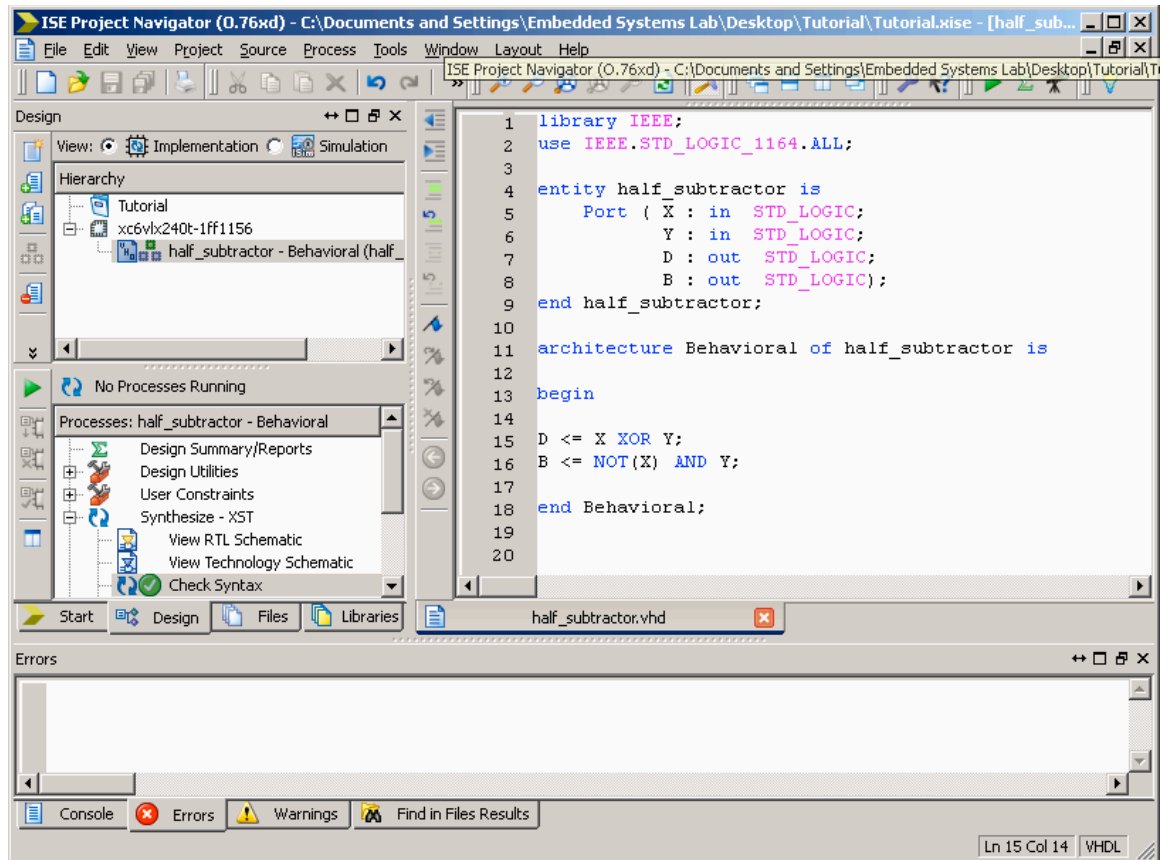 ISE Project Navigator (O.76xd) - C:\Documents and Settings\Embedded Systems Lab\Desktop\Tutorial\Tutorial.xise - [half_sub...
File Edit View Project Source Process Tools Window Layout Help
ISE Project Navigator (O.76xd) - C:\Documents and Settings\Embedded Systems Lab\Desktop\Tutorial\T
»
Design
View: Implementation Simulation
Hierarchy
Tutorial
xc6vlx240t-1ff1156
half_subtractor - Behavioral (half_
No Processes Running
Processes: half_subtractor - Behavioral
Design Summary/Reports
Design Utilities
User Constraints
Synthesize - XST
View RTL Schematic
View Technology Schematic
Check Syntax
Start Design Files Libraries
1 library IEEE;
2 use IEEE.STD_LOGIC_1164.ALL;
3
4 entity half_subtractor is
5 Port ( X : in STD_LOGIC;
6 Y : in STD_LOGIC;
7 D : out STD_LOGIC;
8 B : out STD_LOGIC);
9 end half_subtractor;
10
11 architecture Behavioral of half_subtractor is
12
13 begin
14
15 D <= X XOR Y;
16 B <= NOT(X) AND Y;
17
18 end Behavioral;
19
20
half_subtractor.vhd
Errors
Console Errors Warnings Find in Files Results
Ln 15 Col 14 VHDL